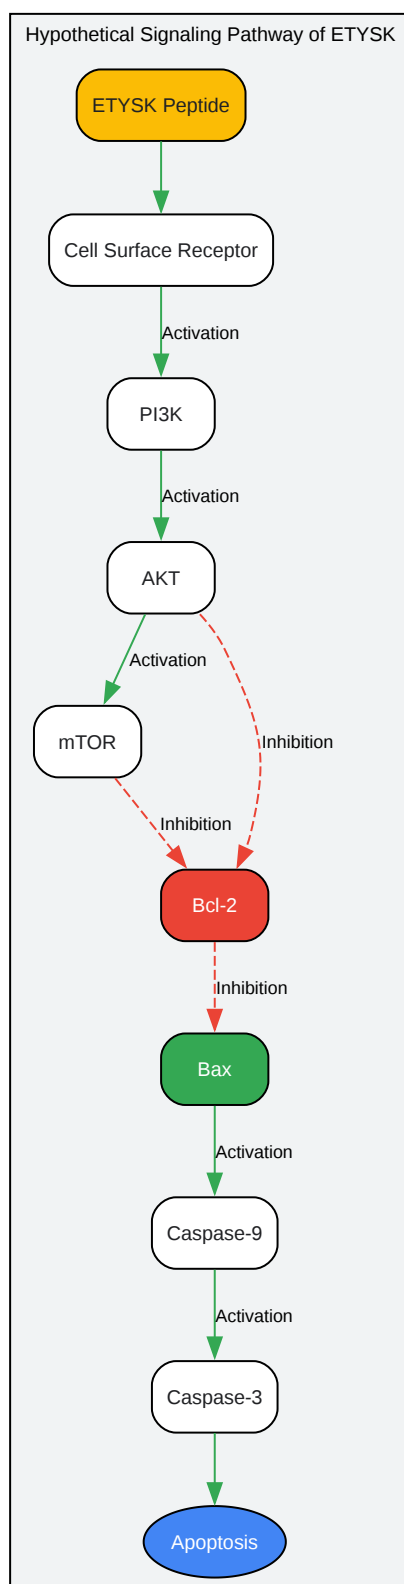 Hypothetical Signaling Pathway of ETYSK
ETYSK Peptide
Cell Surface Receptor
Activation
PI3K
Activation
AKT
Activation
mTOR
Inhibition
Inhibition
Bcl-2
Inhibition
Bax
Activation
Caspase-9
Activation
Caspase-3
Apoptosis